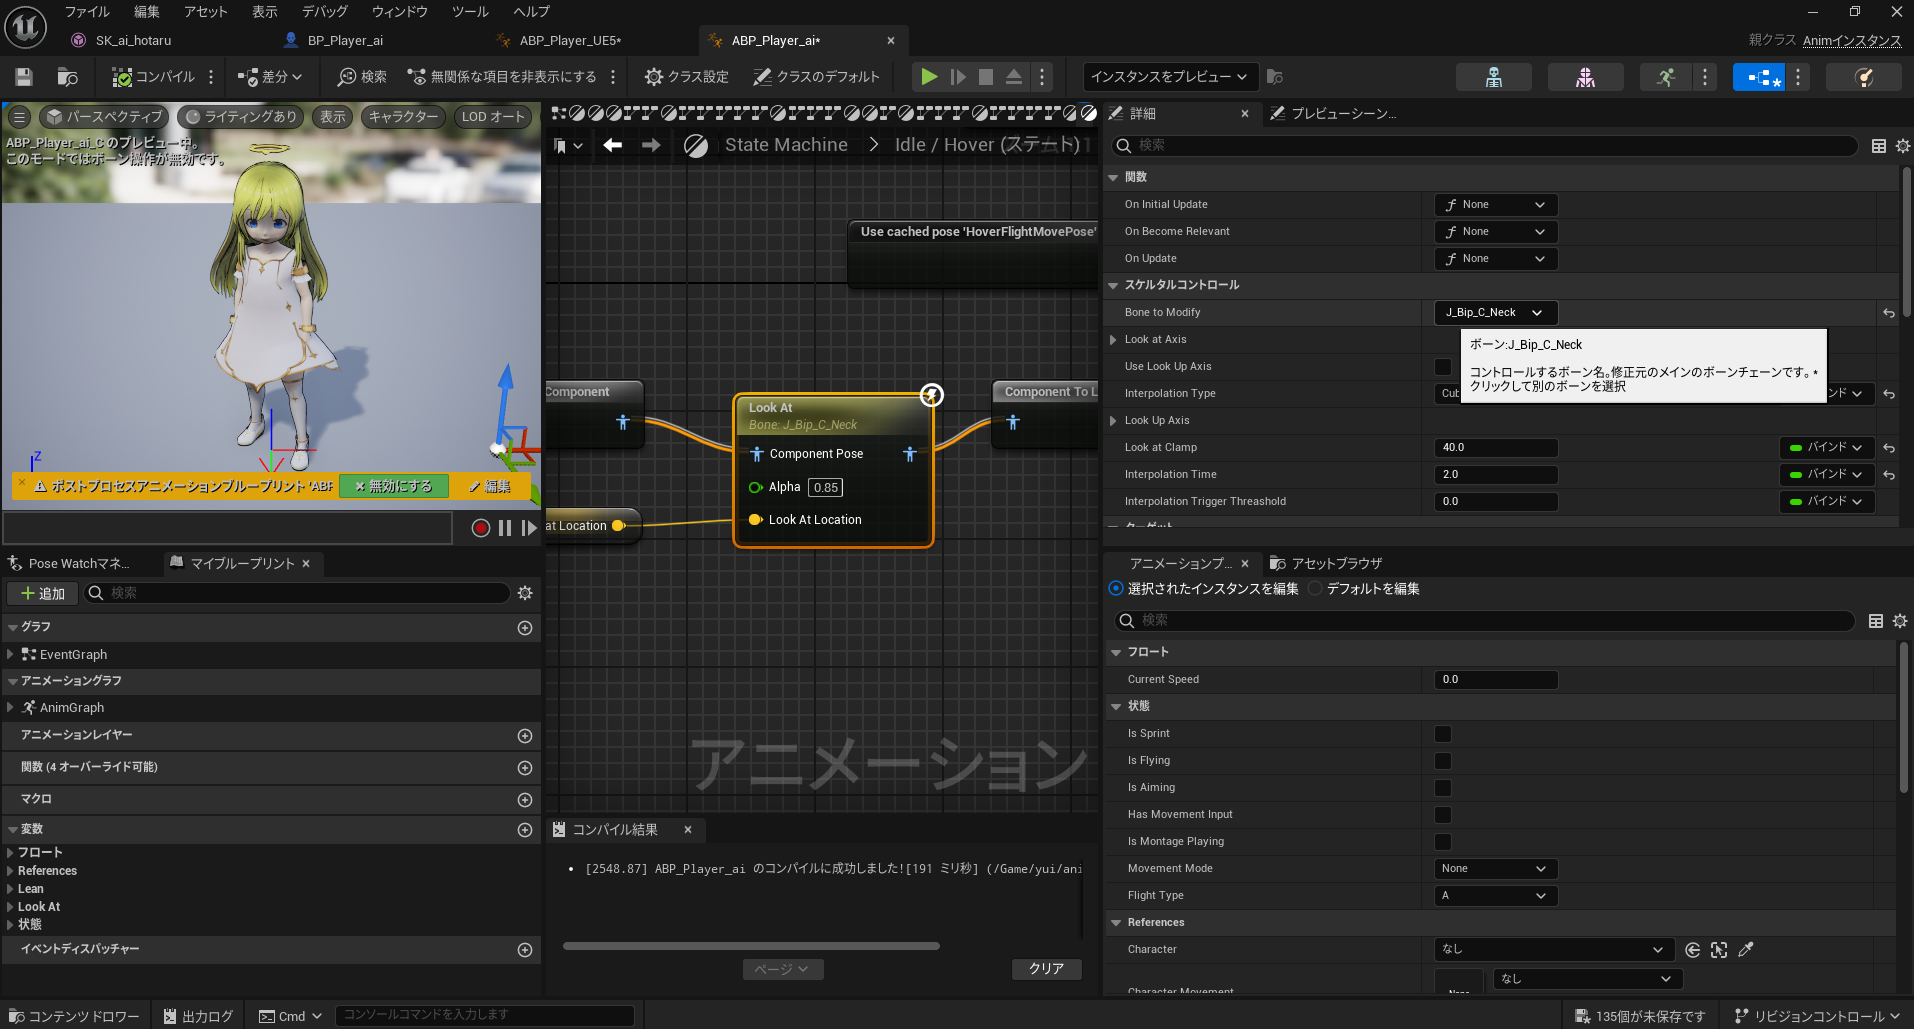 ファイル 編集 アセット 表示 デバッグ ウィンドウ ツール ヘルプ
SK_ai_hotaru
BP_Player_ai
ABP_Player_UE5*
ABP_Player_ai*
親クラス Animインスタンス
コンパイル
差分
検索
無関係な項目を非表示にする
クラス設定
クラスのデフォルト
インスタンスをプレビュー
パースペクティブ
ライティングあり
表示
キャラクター
LOD オート
ABP_Player_ai_C のプレビュー中。
このモードではボーン操作が無効です。
Z
ポストプロセスアニメーションブループリント 'ABP
無効にする
編集
State Machine > Idle / Hover (ステート)
Use cached pose 'HoverFlightMovePose'
Component
Look At
Bone: J_Bip_C_Neck
Component Pose
Alpha 0.85
Look At Location
Component To L
at Location
アニメーション
コンパイル結果
[2548.87] ABP_Player_ai のコンパイルに成功しました![191 ミリ秒] (/Game/yui/ani
ページ
クリア
Pose Watchマネ...
マイブループリント
追加
検索
グラフ
EventGraph
アニメーショングラフ
AnimGraph
アニメーションレイヤー
関数 (4 オーバーライド可能)
マクロ
変数
フロート
References
Lean
Look At
状態
イベントディスパッチャー
詳細
プレビューシーン...
検索
関数
On Initial Update None
On Become Relevant None
On Update None
スケルタルコントロール
Bone to Modify J_Bip_C_Neck
Look at Axis
Use Look Up Axis
Interpolation Type Cub
ンド
ボーン:J_Bip_C_Neck
コントロールするボーン名。修正元のメインのボーンチェーンです。*
クリックして別のボーンを選択
Look Up Axis
Look at Clamp 40.0 バインド
Interpolation Time 2.0 バインド
Interpolation Trigger Threashold 0.0 バインド
ターゲット
アニメーションプ...
アセットブラウザ
選択されたインスタンスを編集 デフォルトを編集
検索
フロート
Current Speed 0.0
状態
Is Sprint
Is Flying
Is Aiming
Has Movement Input
Is Montage Playing
Movement Mode None
Flight Type A
References
Character なし
Character Movement None なし
コンテンツ ドロワー
出力ログ
Cmd
コンソールコマンドを入力します
135個が未保存です
リビジョンコントロール